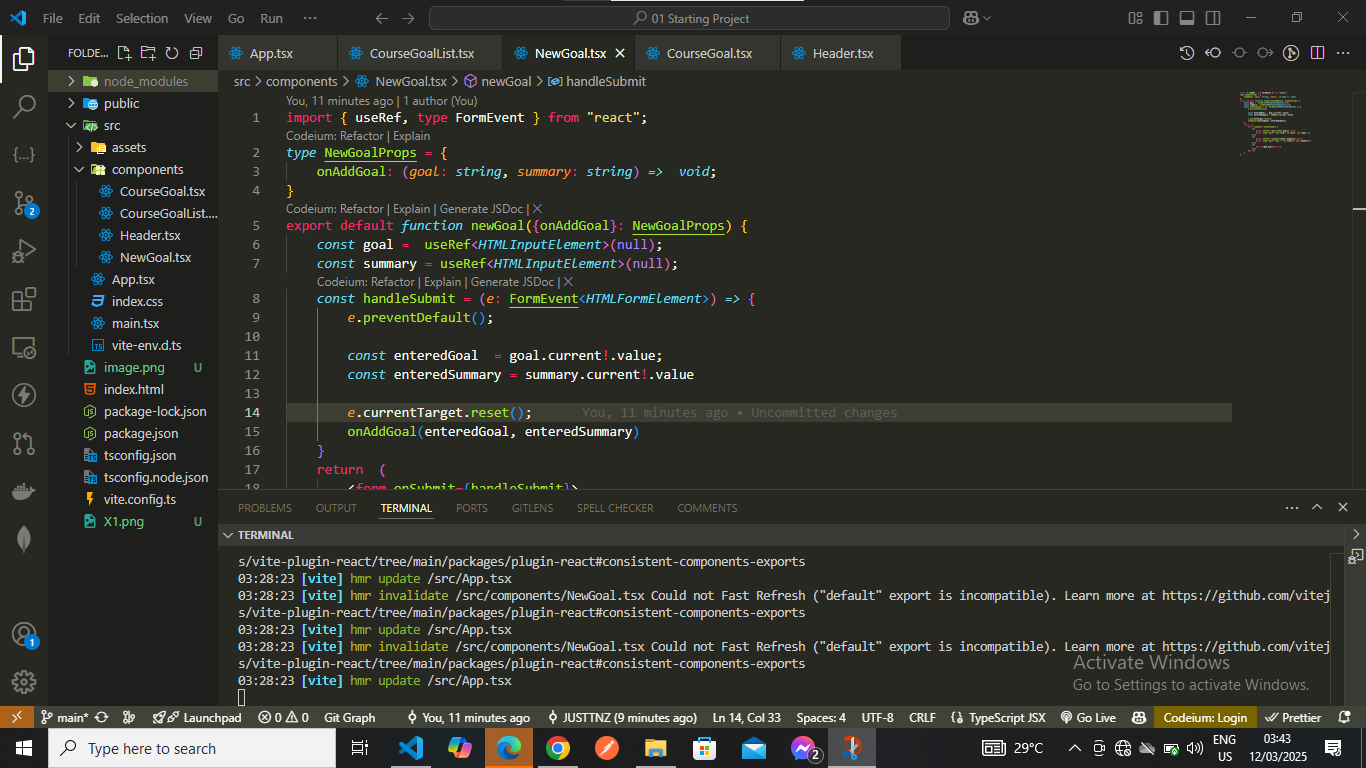 File Edit Selection View Go Run ··· 01 Starting Project
FOLDE... App.tsx CourseGoalList.tsx NewGoal.tsx CourseGoal.tsx Header.tsx
src > components > NewGoal.tsx > newGoal > handleSubmit
node_modules
public
src
assets
components
CourseGoal.tsx
CourseGoalList....
Header.tsx
NewGoal.tsx
App.tsx
index.css
main.tsx
vite-env.d.ts
image.png U
index.html
package-lock.json
package.json
tsconfig.json
tsconfig.node.json
vite.config.ts
X1.png U
2
1
You, 11 minutes ago | 1 author (You)
1 import { useRef, type FormEvent } from "react";
Codeium: Refactor | Explain
2 type NewGoalProps = {
3 onAddGoal: (goal: string, summary: string) => void;
4 }
Codeium: Refactor | Explain | Generate JSDoc | X
5 export default function newGoal({onAddGoal}: NewGoalProps) {
6 const goal = useRef<HTMLInputElement>(null);
7 const summary = useRef<HTMLInputElement>(null);
Codeium: Refactor | Explain | Generate JSDoc | X
8 const handleSubmit = (e: FormEvent<HTMLFormElement>) => {
9 e.preventDefault();
10
11 const enteredGoal = goal.current!.value;
12 const enteredSummary = summary.current!.value
13
14 e.currentTarget.reset(); You, 11 minutes ago • Uncommitted changes
15 onAddGoal(enteredGoal, enteredSummary)
16 }
17 return (
18 <form onSubmit={handleSubmit}>
PROBLEMS OUTPUT TERMINAL PORTS GITLENS SPELL CHECKER COMMENTS
TERMINAL
s/vite-plugin-react/tree/main/packages/plugin-react#consistent-components-exports
03:28:23 [vite] hmr update /src/App.tsx
03:28:23 [vite] hmr invalidate /src/components/NewGoal.tsx Could not Fast Refresh ("default" export is incompatible). Learn more at https://github.com/vitej
s/vite-plugin-react/tree/main/packages/plugin-react#consistent-components-exports
03:28:23 [vite] hmr update /src/App.tsx
03:28:23 [vite] hmr invalidate /src/components/NewGoal.tsx Could not Fast Refresh ("default" export is incompatible). Learn more at https://github.com/vitej
s/vite-plugin-react/tree/main/packages/plugin-react#consistent-components-exports
03:28:23 [vite] hmr update /src/App.tsx
Activate Windows
Go to Settings to activate Windows.
main* Launchpad 0 0 Git Graph You, 11 minutes ago JUSTTNZ (9 minutes ago) Ln 14, Col 33 Spaces: 4 UTF-8 CRLF TypeScript JSX Go Live Codeium: Login Prettier
Type here to search 2 29°C ENG US 03:43 12/03/2025